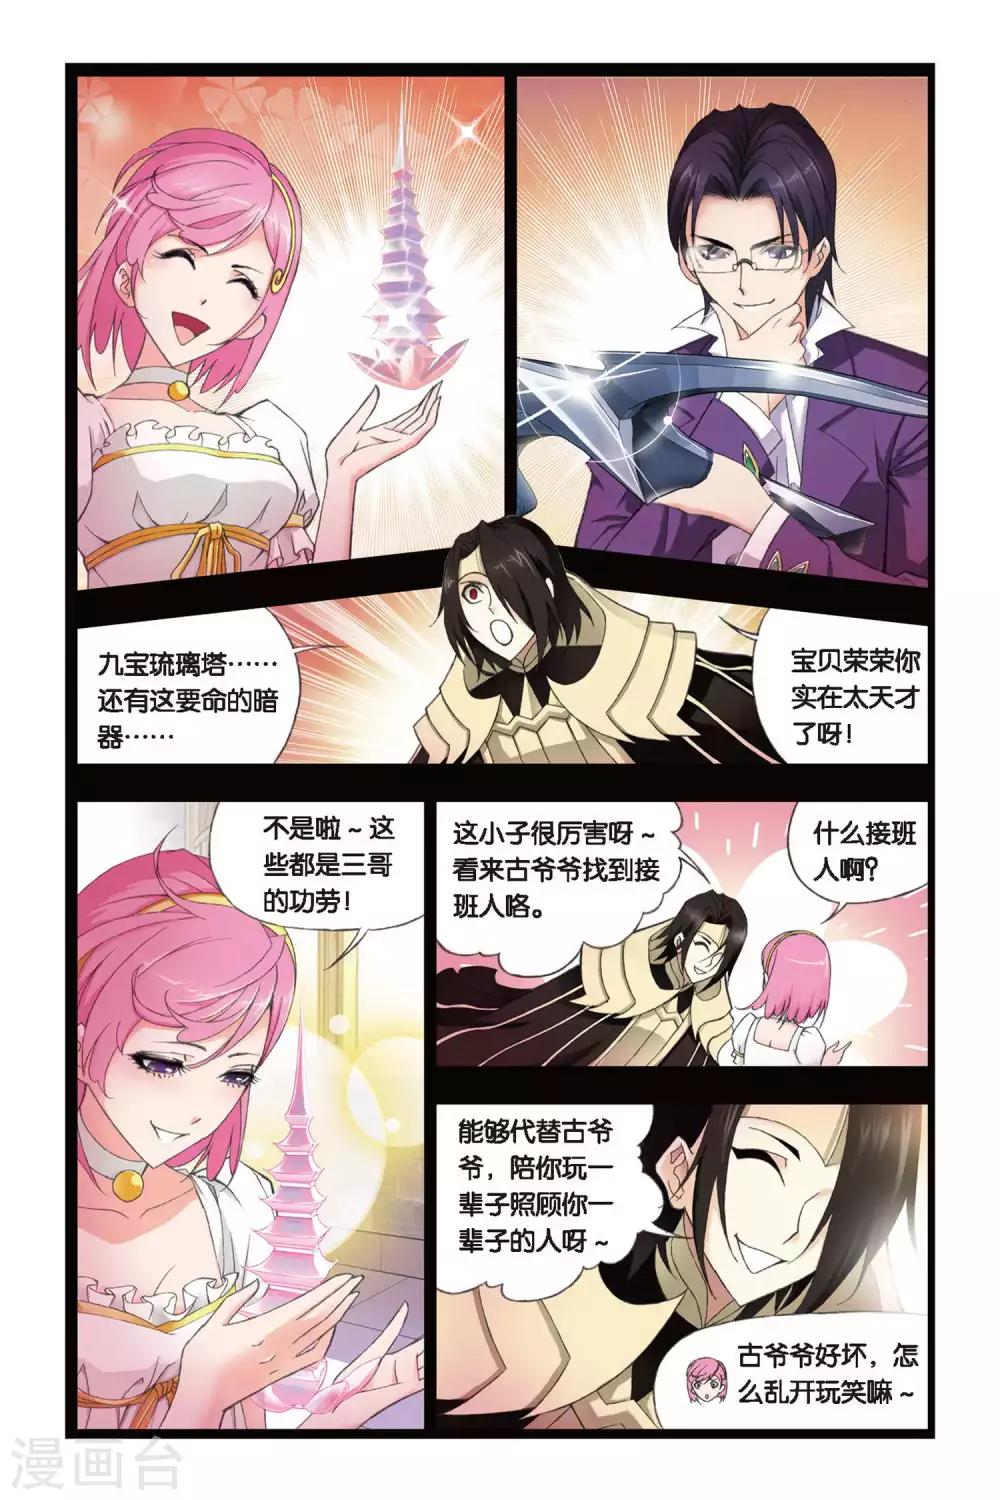 九宝琉璃塔……
还有这要命的暗
器……
宝贝荣荣你
实在太天才
了呀！
不是啦～这
些都是三哥
的功劳！
这小子很厉害呀～
看来古爷爷找到接
班人咯。
什么接班
人啊？
能够代替古爷
爷，陪你玩一
辈子照顾你一
辈子的人呀～
古爷爷好坏，怎
么乱开玩笑嘛～
漫画台